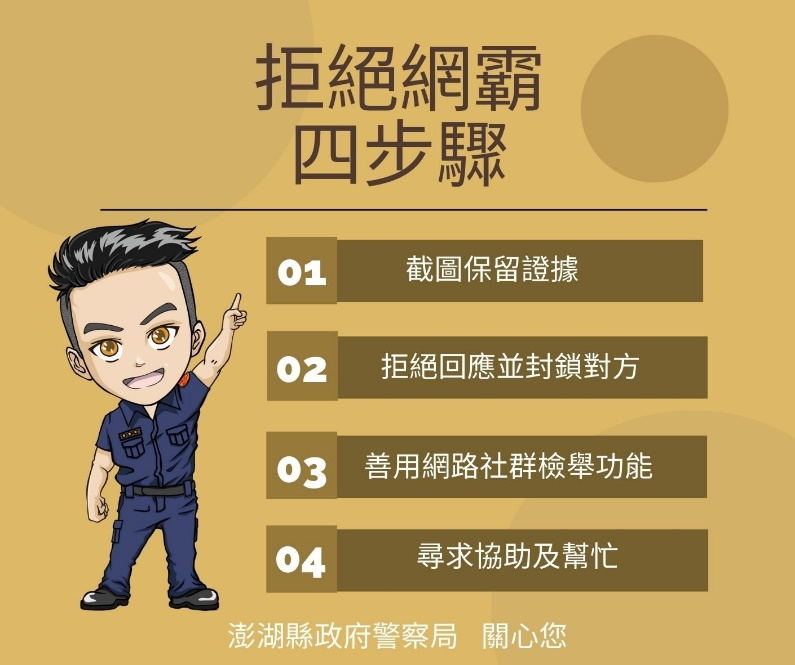 拒絕網霸
四步驟
01 截圖保留證據
02 拒絕回應並封鎖對方
03 善用網路社群檢舉功能
04 尋求協助及幫忙
澎湖縣政府警察局 關心您